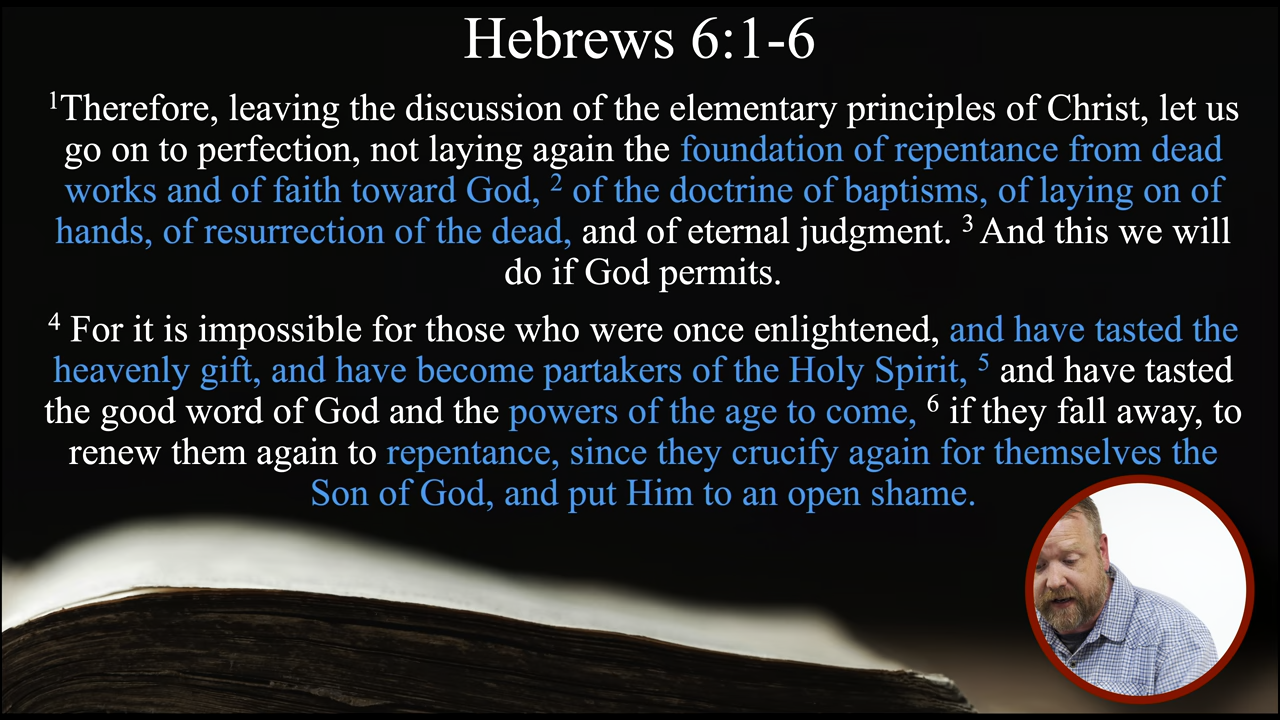 Hebrews 6:1-6
¹Therefore, leaving the discussion of the elementary principles of Christ, let us
go on to perfection, not laying again the foundation of repentance from dead
works and of faith toward God, ² of the doctrine of baptisms, of laying on of
hands, of resurrection of the dead, and of eternal judgment. ³ And this we will
do if God permits.
⁴ For it is impossible for those who were once enlightened, and have tasted the
heavenly gift, and have become partakers of the Holy Spirit, ⁵ and have tasted
the good word of God and the powers of the age to come, ⁶ if they fall away, to
renew them again to repentance, since they crucify again for themselves the
Son of God, and put Him to an open shame.